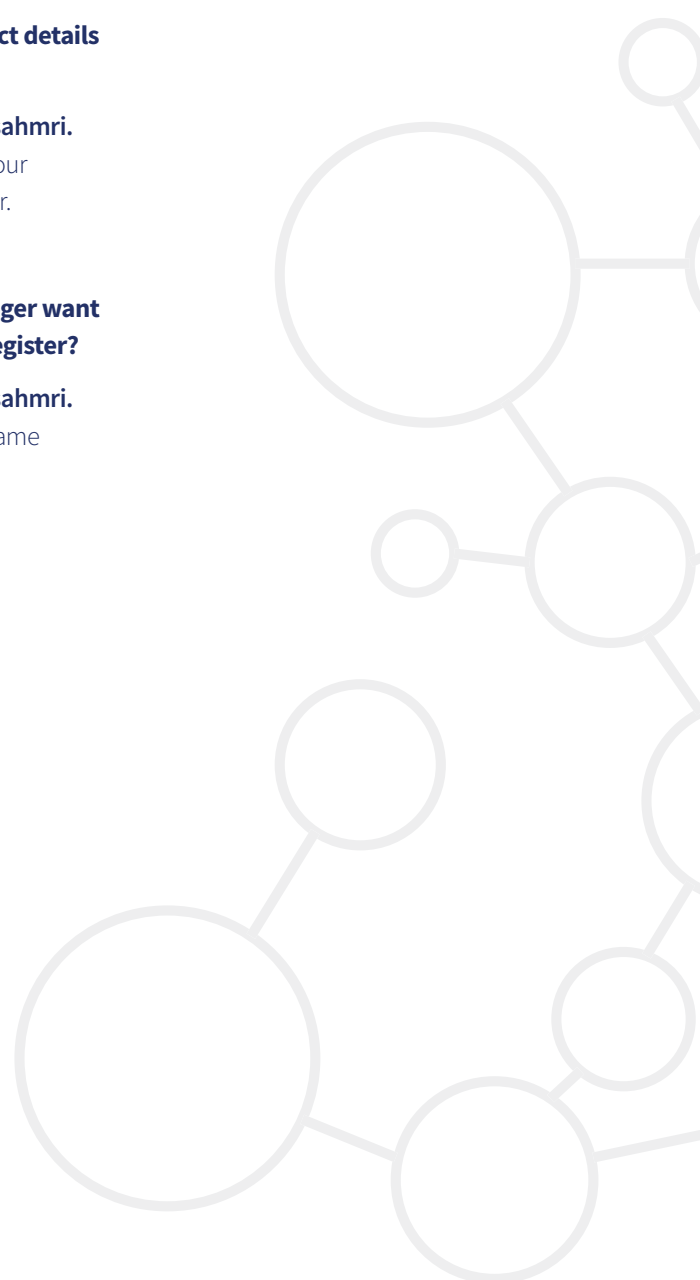 ct details
ahmri.
our
r.
ger want
egister?
ahmri.
ame